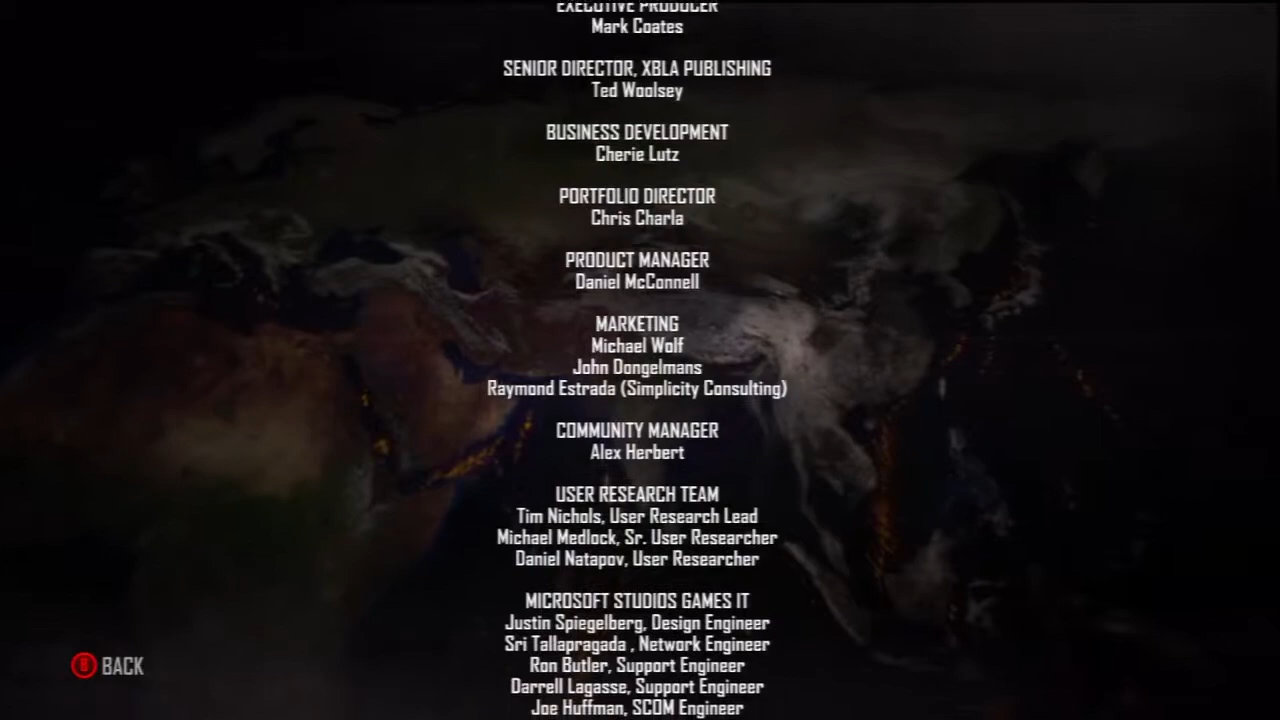 EXECUTIVE PRODUCER
Mark Coates
SENIOR DIRECTOR, XBLA PUBLISHING
Ted Woolsey
BUSINESS DEVELOPMENT
Cherie Lutz
PORTFOLIO DIRECTOR
Chris Charla
PRODUCT MANAGER
Daniel McConnell
MARKETING
Michael Wolf
John Dongelmans
Raymond Estrada (Simplicity Consulting)
COMMUNITY MANAGER
Alex Herbert
USER RESEARCH TEAM
Tim Nichols, User Research Lead
Michael Medlock, Sr. User Researcher
Daniel Natapov, User Researcher
MICROSOFT STUDIOS GAMES IT
Justin Spiegelberg, Design Engineer
Sri Tallapragada , Network Engineer
Ron Butler, Support Engineer
Darrell Lagasse, Support Engineer
Joe Huffman, SCOM Engineer
B BACK